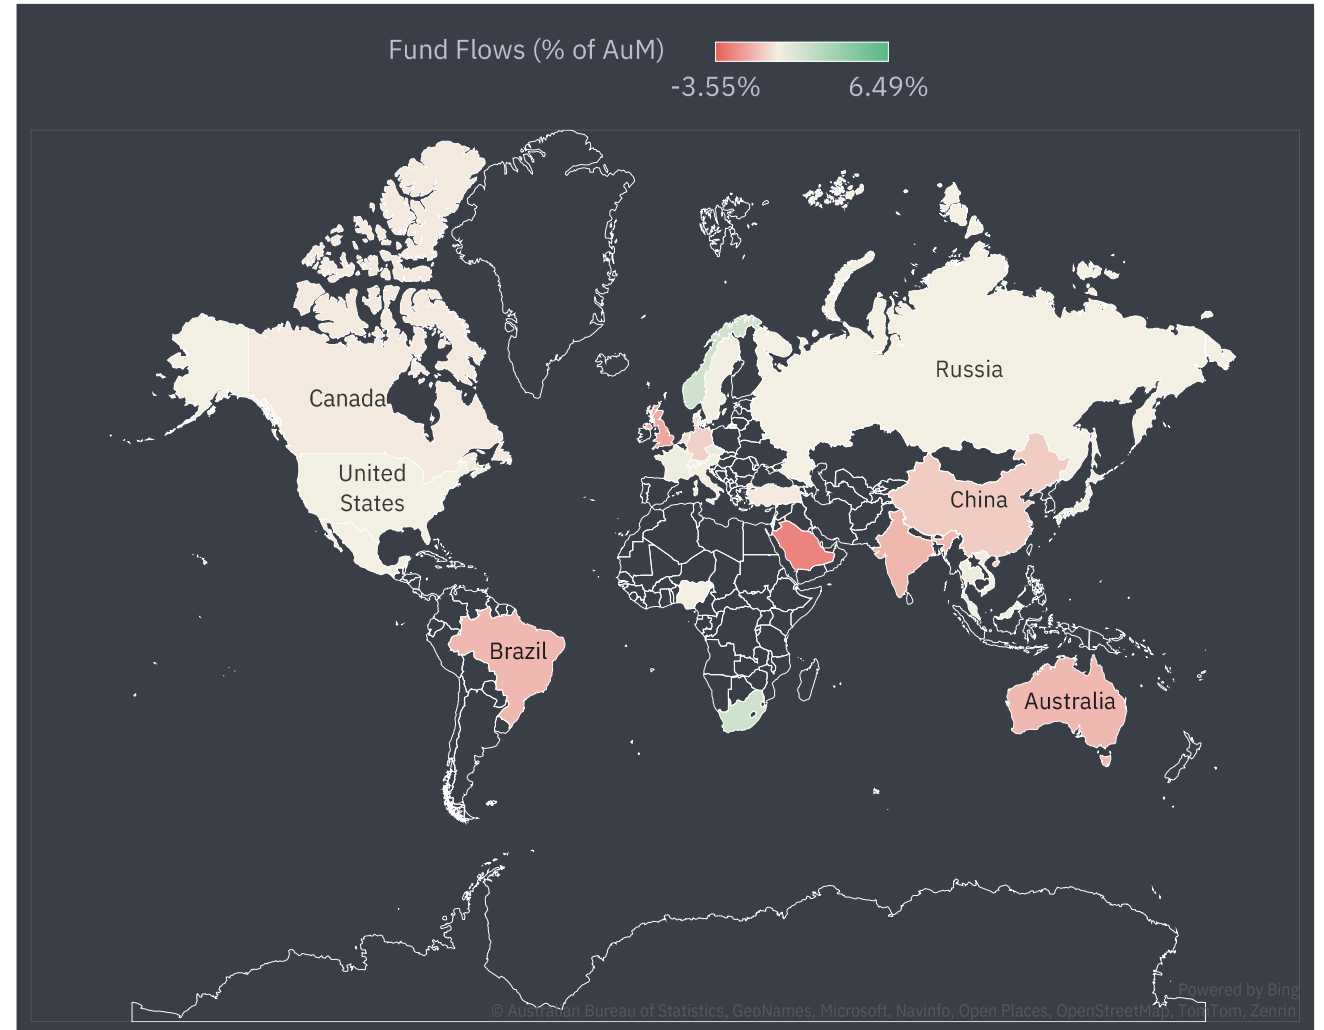 Fund Flows (% of AuM)
-3.55% 6.49%
Russia
Canada
United
States
China
Brazil
Australia
Powered by Bing
© Australian Bureau of Statistics, GeoNames, Microsoft, Navinfo, Open Places, OpenStreetMap, TomTom, Zenrin